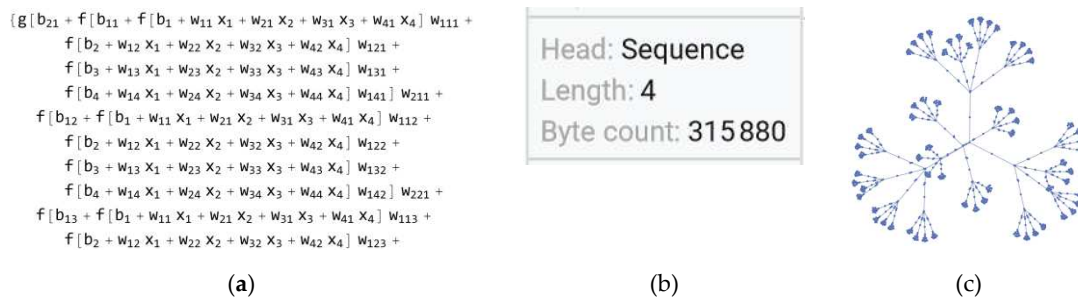 {g[b₂₁ + f[b₁₁ + f[b₁ + w₁₁ x₁ + w₂₁ x₂ + w₃₁ x₃ + w₄₁ x₄] w₁₁₁ +
f[b₂ + w₁₂ x₁ + w₂₂ x₂ + w₃₂ x₃ + w₄₂ x₄] w₁₂₁ +
f[b₃ + w₁₃ x₁ + w₂₃ x₂ + w₃₃ x₃ + w₄₃ x₄] w₁₃₁ +
f[b₄ + w₁₄ x₁ + w₂₄ x₂ + w₃₄ x₃ + w₄₄ x₄] w₁₄₁] w₂₁₁ +
f[b₁₂ + f[b₁ + w₁₁ x₁ + w₂₁ x₂ + w₃₁ x₃ + w₄₁ x₄] w₁₁₂ +
f[b₂ + w₁₂ x₁ + w₂₂ x₂ + w₃₂ x₃ + w₄₂ x₄] w₁₂₂ +
f[b₃ + w₁₃ x₁ + w₂₃ x₂ + w₃₃ x₃ + w₄₃ x₄] w₁₃₂ +
f[b₄ + w₁₄ x₁ + w₂₄ x₂ + w₃₄ x₃ + w₄₄ x₄] w₁₄₂] w₂₂₁ +
f[b₁₃ + f[b₁ + w₁₁ x₁ + w₂₁ x₂ + w₃₁ x₃ + w₄₁ x₄] w₁₁₃ +
f[b₂ + w₁₂ x₁ + w₂₂ x₂ + w₃₂ x₃ + w₄₂ x₄] w₁₂₃ +
(a)
Head: Sequence
Length: 4
Byte count: 315880
(b)
(c)